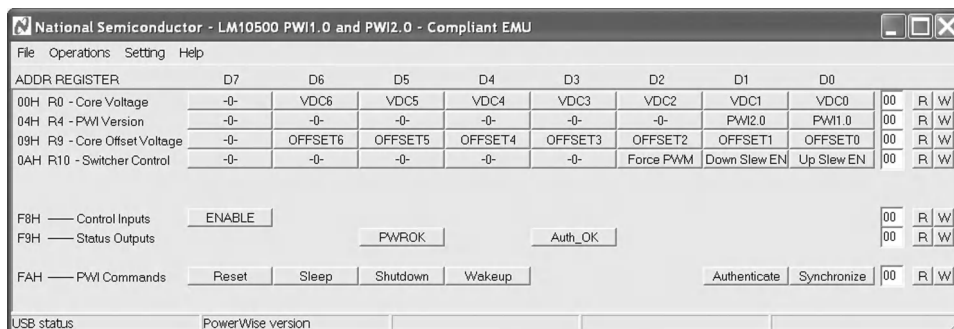 National Semiconductor - LM10500 PWI1.0 and PWI2.0 - Compliant EMU
File Operations Setting Help
ADDR REGISTER D7 D6 D5 D4 D3 D2 D1 D0
00H R0 - Core Voltage -0- VDC6 VDC5 VDC4 VDC3 VDC2 VDC1 VDC0 00 R W
04H R4 - PWI Version -0- -0- -0- -0- -0- -0- PWI2.0 PWI1.0 00 R W
09H R9 - Core Offset Voltage -0- OFFSET6 OFFSET5 OFFSET4 OFFSET3 OFFSET2 OFFSET1 OFFSET0 00 R W
0AH R10 - Switcher Control -0- -0- -0- -0- -0- Force PWM Down Slew EN Up Slew EN 00 R W
F8H —— Control Inputs ENABLE 00 R W
F9H —— Status Outputs PWROK Auth_OK 00 R W
FAH —— PWI Commands Reset Sleep Shutdown Wakeup Authenticate Synchronize 00 R W
USB status PowerWise version